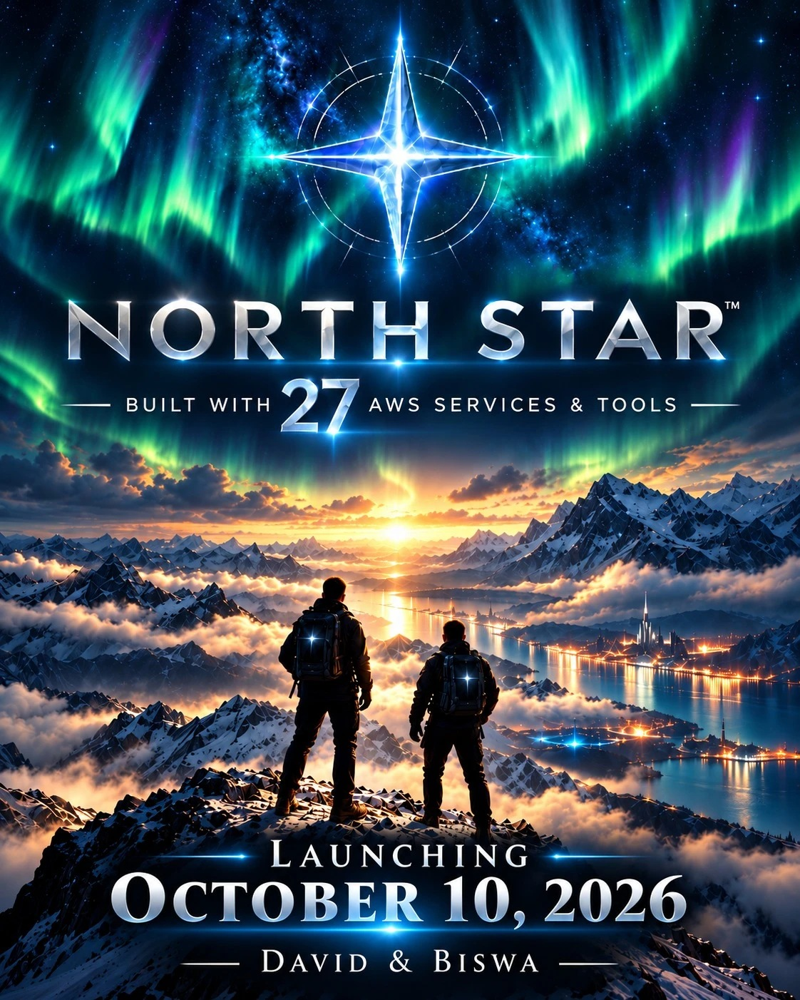 NORTH STAR™
BUILT WITH 27 AWS SERVICES & TOOLS
LAUNCHING
OCTOBER 10, 2026
DAVID & BISWA